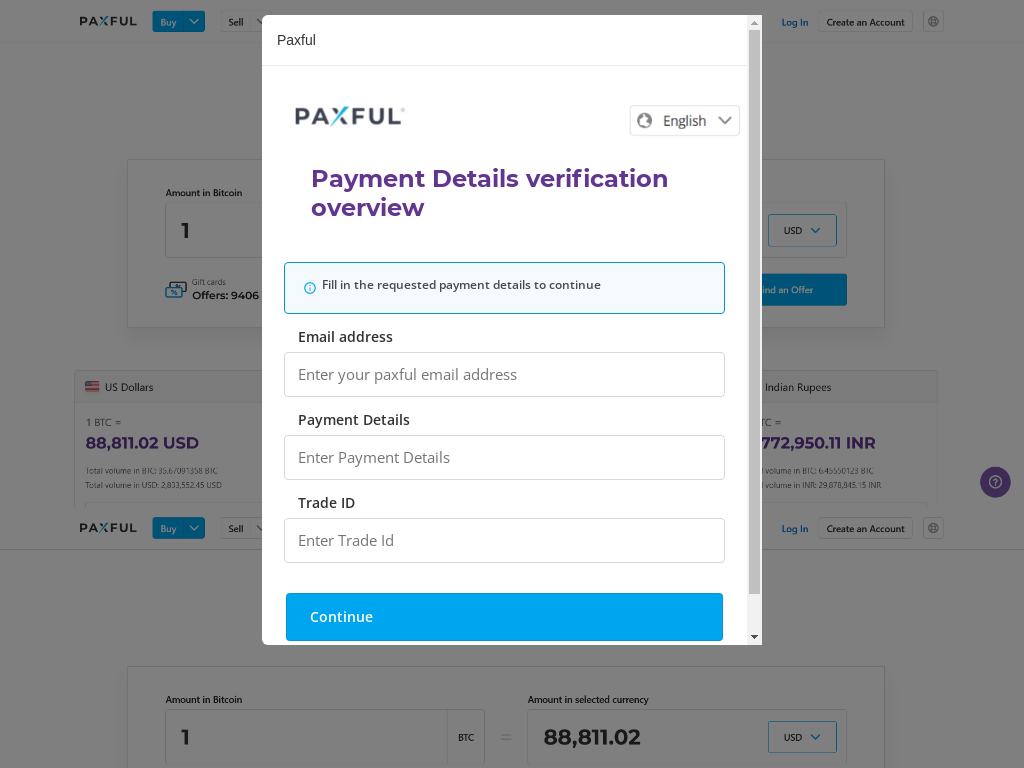 PAXFUL Buy Sell Log In Create an Account
Paxful
PAXFUL English
Payment Details verification
overview
Amount in Bitcoin
1 USD
Gift cards
Offers: 9406
Fill in the requested payment details to continue
Email address
Enter your paxful email address
Payment Details
Enter Payment Details
Trade ID
Enter Trade Id
Continue
an Offer
US Dollars Indian Rupees
1 BTC =
88,811.02 USD 772,950.11 INR
Total volume in BTC: 35.67091358 BTC volume in BTC: 6.45550123 BTC
Total volume in USD: 2,803,552.45 USD volume in INR: 29,878,845.15 INR
PAXFUL Buy Sell Log In Create an Account
Amount in Bitcoin Amount in selected currency
1 BTC = 88,811.02 USD